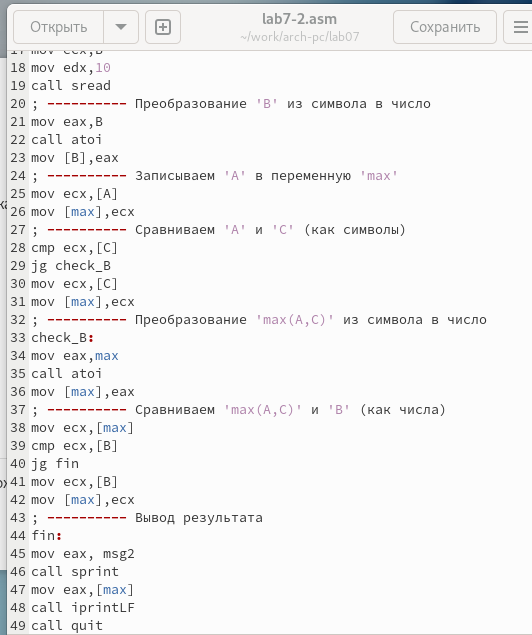 Открыть
lab7-2.asm
~/work/arch-pc/lab07
Сохранить
17 mov ecx,B
18 mov edx,10
19 call sread
20 ; ---------- Преобразование 'B' из символа в число
21 mov eax,B
22 call atoi
23 mov [B],eax
24 ; ---------- Записываем 'A' в переменную 'max'
25 mov ecx,[A]
26 mov [max],ecx
27 ; ---------- Сравниваем 'A' и 'C' (как символы)
28 cmp ecx,[C]
29 jg check_B
30 mov ecx,[C]
31 mov [max],ecx
32 ; ---------- Преобразование 'max(A,C)' из символа в число
33 check_B:
34 mov eax,max
35 call atoi
36 mov [max],eax
37 ; ---------- Сравниваем 'max(A,C)' и 'B' (как числа)
38 mov ecx,[max]
39 cmp ecx,[B]
40 jg fin
41 mov ecx,[B]
42 mov [max],ecx
43 ; ---------- Вывод результата
44 fin:
45 mov eax, msg2
46 call sprint
47 mov eax,[max]
48 call iprintLF
49 call quit